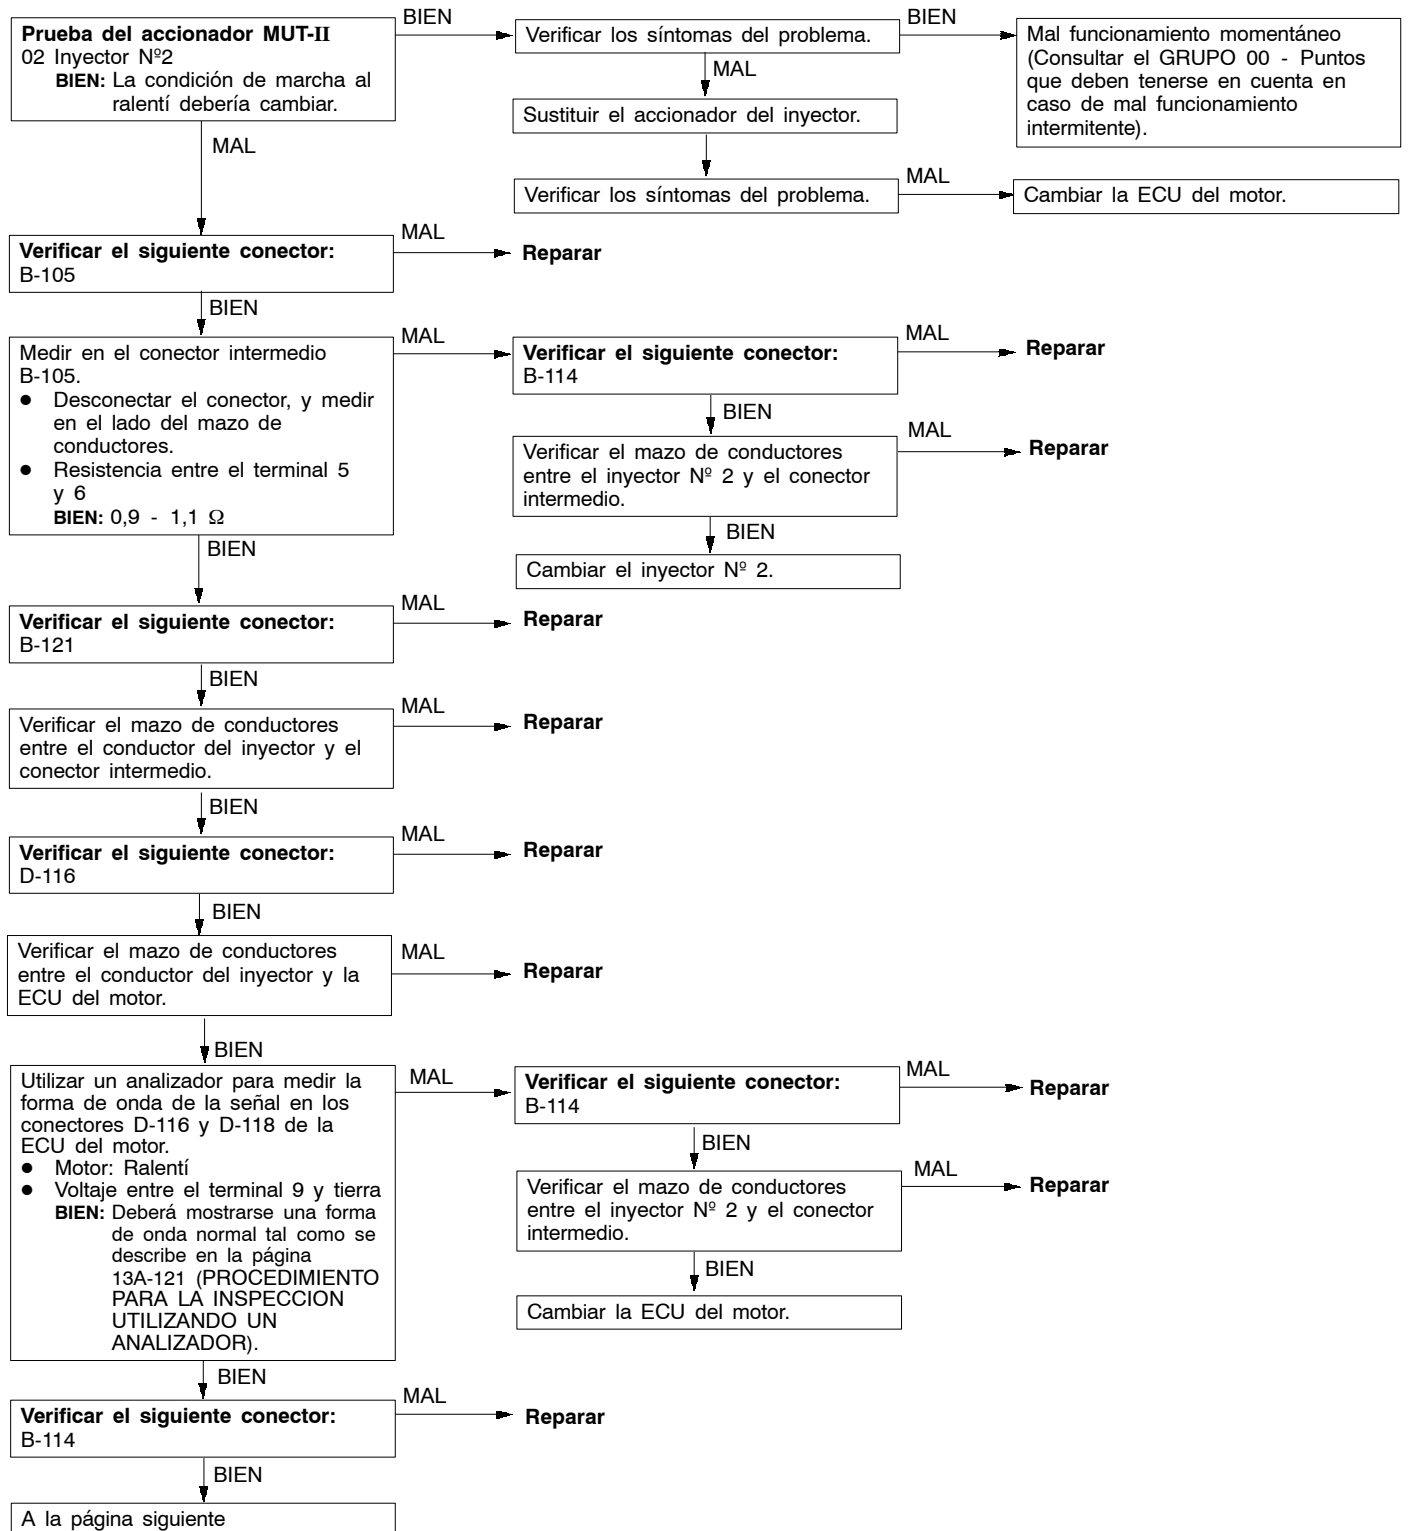 Prueba del accionador MUT-II
02 Inyector Nº2
BIEN: La condición de marcha al
ralentí debería cambiar.
BIEN
Verificar los síntomas del problema.
BIEN
Mal funcionamiento momentáneo
(Consultar el GRUPO 00 - Puntos
que deben tenerse en cuenta en
caso de mal funcionamiento
intermitente).
MAL
Sustituir el accionador del inyector.
Verificar los síntomas del problema.
MAL
Cambiar la ECU del motor.
MAL
Verificar el siguiente conector:
B-105
MAL
Reparar
BIEN
Medir en el conector intermedio
B-105.
● Desconectar el conector, y medir
en el lado del mazo de
conductores.
● Resistencia entre el terminal 5
y 6
BIEN: 0,9 - 1,1 Ω
MAL
Verificar el siguiente conector:
B-114
MAL
Reparar
BIEN
Verificar el mazo de conductores
entre el inyector Nº 2 y el conector
intermedio.
MAL
Reparar
BIEN
Cambiar el inyector Nº 2.
BIEN
Verificar el siguiente conector:
B-121
MAL
Reparar
BIEN
Verificar el mazo de conductores
entre el conductor del inyector y el
conector intermedio.
MAL
Reparar
BIEN
Verificar el siguiente conector:
D-116
MAL
Reparar
BIEN
Verificar el mazo de conductores
entre el conductor del inyector y la
ECU del motor.
MAL
Reparar
BIEN
Utilizar un analizador para medir la
forma de onda de la señal en los
conectores D-116 y D-118 de la
ECU del motor.
● Motor: Ralentí
● Voltaje entre el terminal 9 y tierra
BIEN: Deberá mostrarse una forma
de onda normal tal como se
describe en la página
13A-121 (PROCEDIMIENTO
PARA LA INSPECCION
UTILIZANDO UN
ANALIZADOR).
MAL
Verificar el siguiente conector:
B-114
MAL
Reparar
BIEN
Verificar el mazo de conductores
entre el inyector Nº 2 y el conector
intermedio.
MAL
Reparar
BIEN
Cambiar la ECU del motor.
BIEN
Verificar el siguiente conector:
B-114
MAL
Reparar
BIEN
A la página siguiente